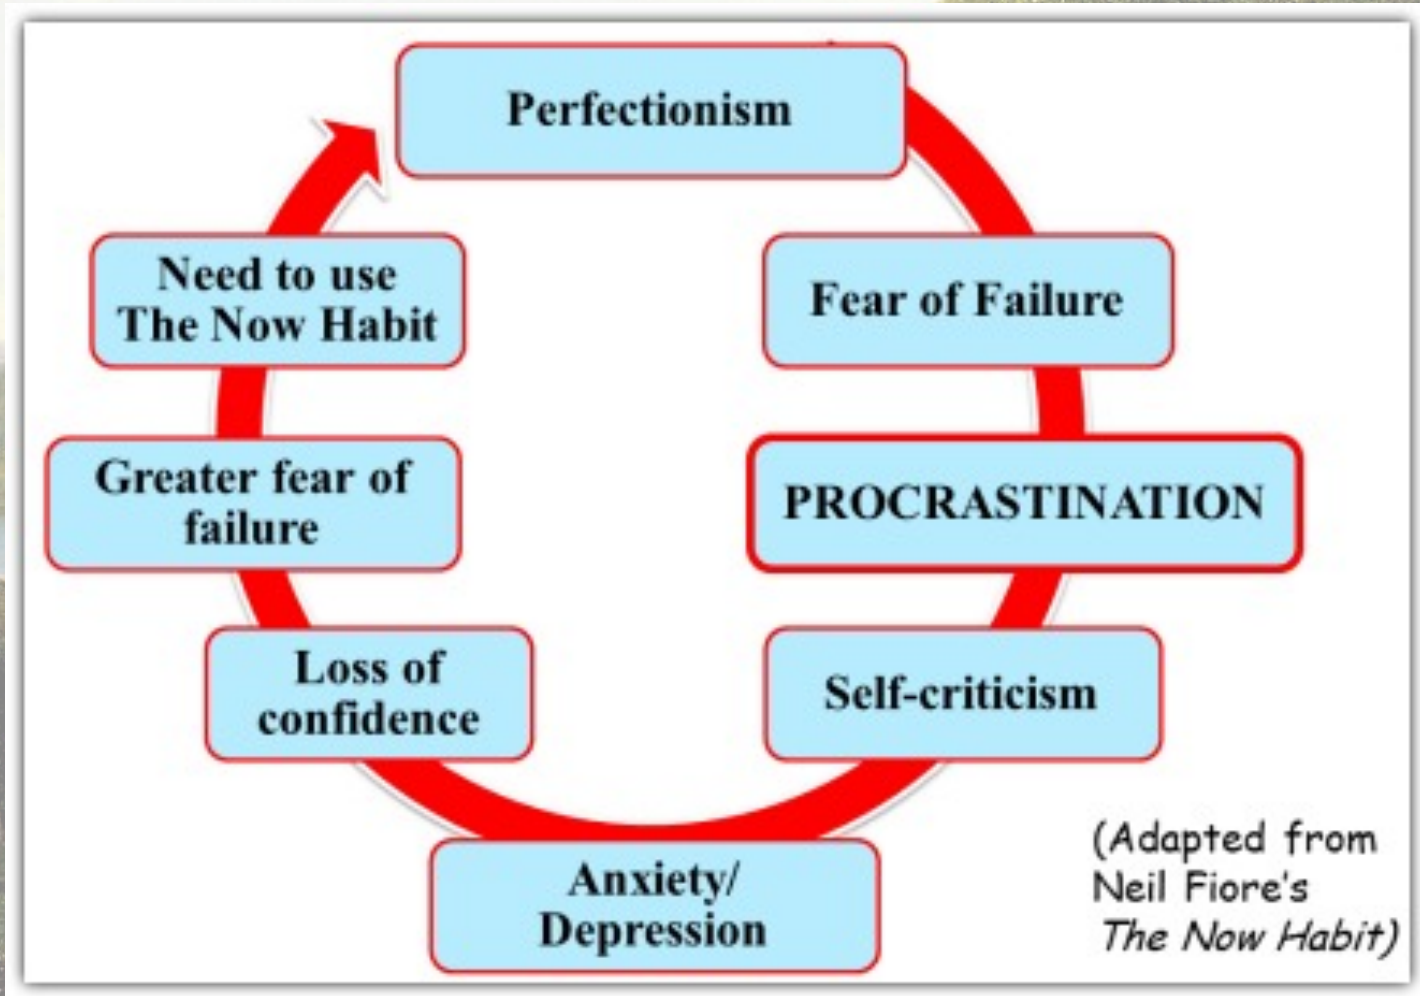 Perfectionism
Fear of Failure
PROCRASTINATION
Self-criticism
Anxiety/
Depression
Loss of
confidence
Greater fear of
failure
Need to use
The Now Habit
(Adapted from
Neil Fiore's
The Now Habit)